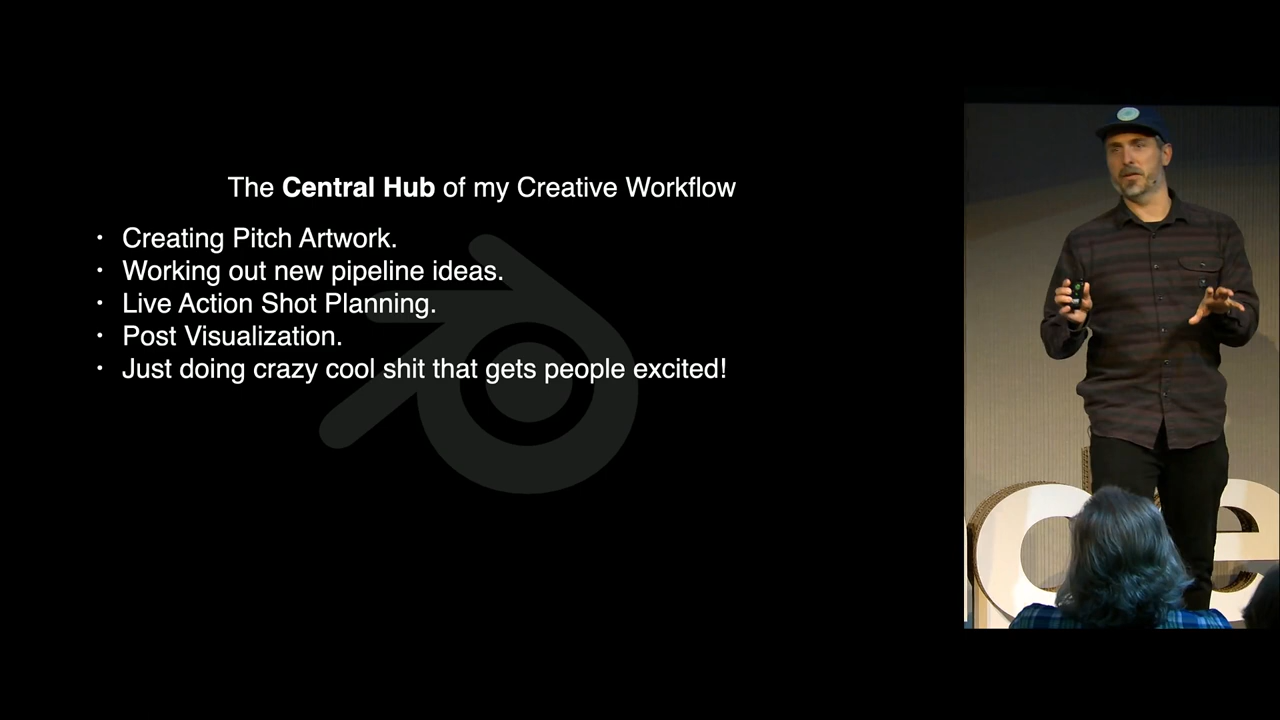 The Central Hub of my Creative Workflow
• Creating Pitch Artwork.
• Working out new pipeline ideas.
• Live Action Shot Planning.
• Post Visualization.
• Just doing crazy cool shit that gets people excited!
de